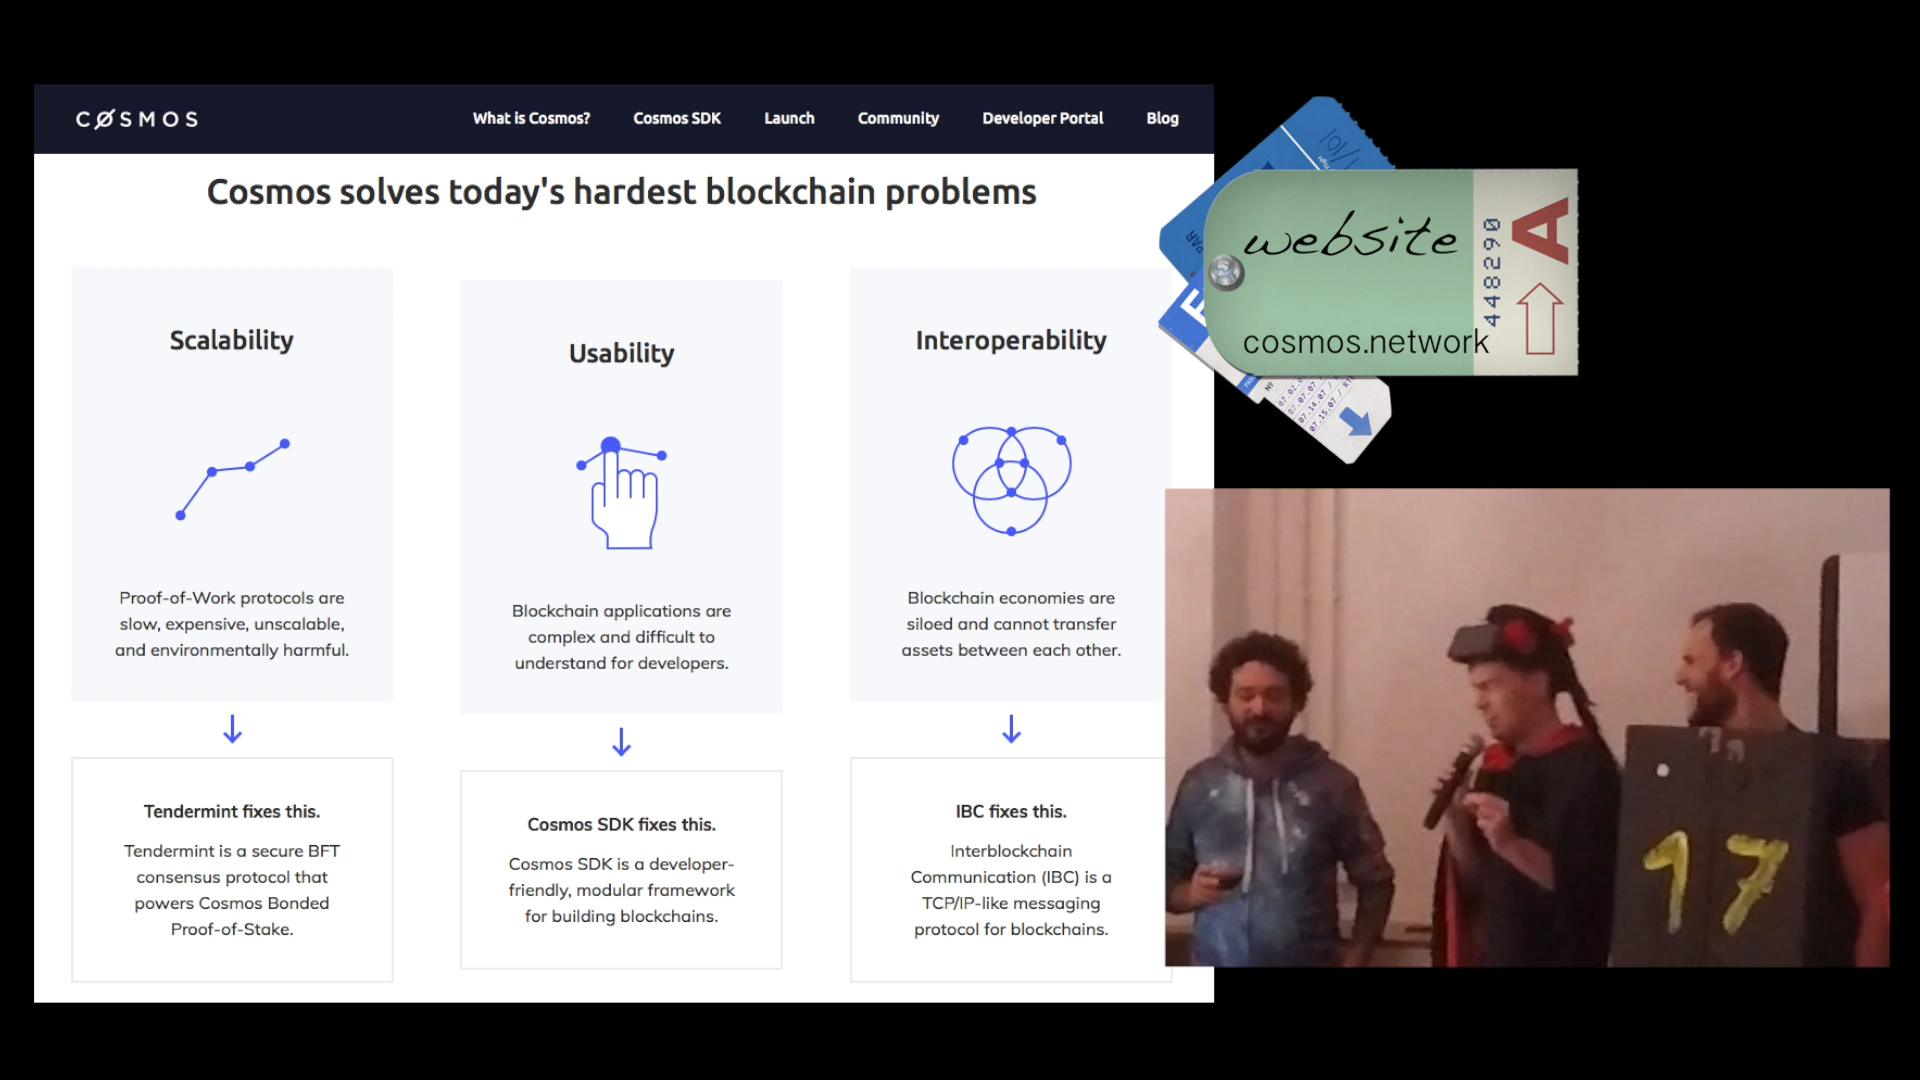 CØSMOS
What is Cosmos?
Cosmos SDK
Launch
Community
Developer Portal
Blog
Cosmos solves today's hardest blockchain problems
Scalability
Proof-of-Work protocols are
slow, expensive, unscalable,
and environmentally harmful.
Tendermint fixes this.
Tendermint is a secure BFT
consensus protocol that
powers Cosmos Bonded
Proof-of-Stake.
Usability
Blockchain applications are
complex and difficult to
understand for developers.
Cosmos SDK fixes this.
Cosmos SDK is a developer-
friendly, modular framework
for building blockchains.
Interoperability
Blockchain economies are
siloed and cannot transfer
assets between each other.
IBC fixes this.
Interblockchain
Communication (IBC) is a
TCP/IP-like messaging
protocol for blockchains.
website
cosmos.network
448290
A
17